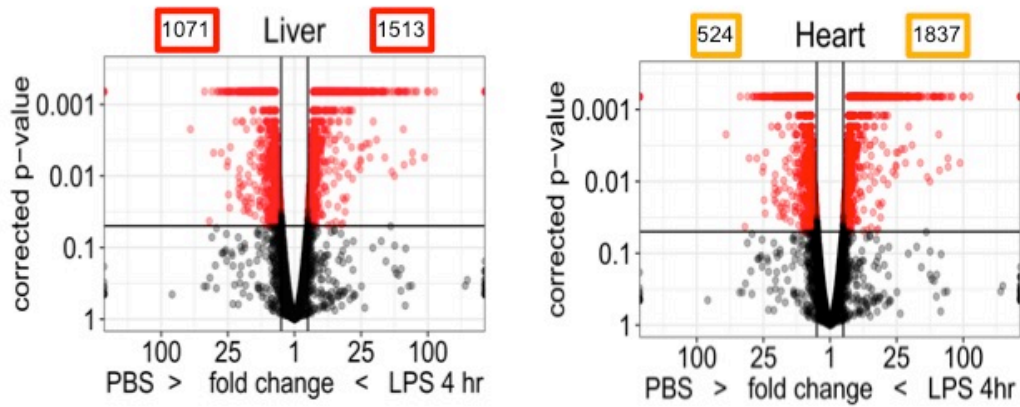 1071 Liver 1513
corrected p-value
0.001
0.01
0.1
1
100 25 1 25 100
PBS > fold change < LPS 4 hr
524 Heart 1837
corrected p-value
0.001
0.01
0.1
1
100 25 1 25 100
PBS > fold change < LPS 4hr